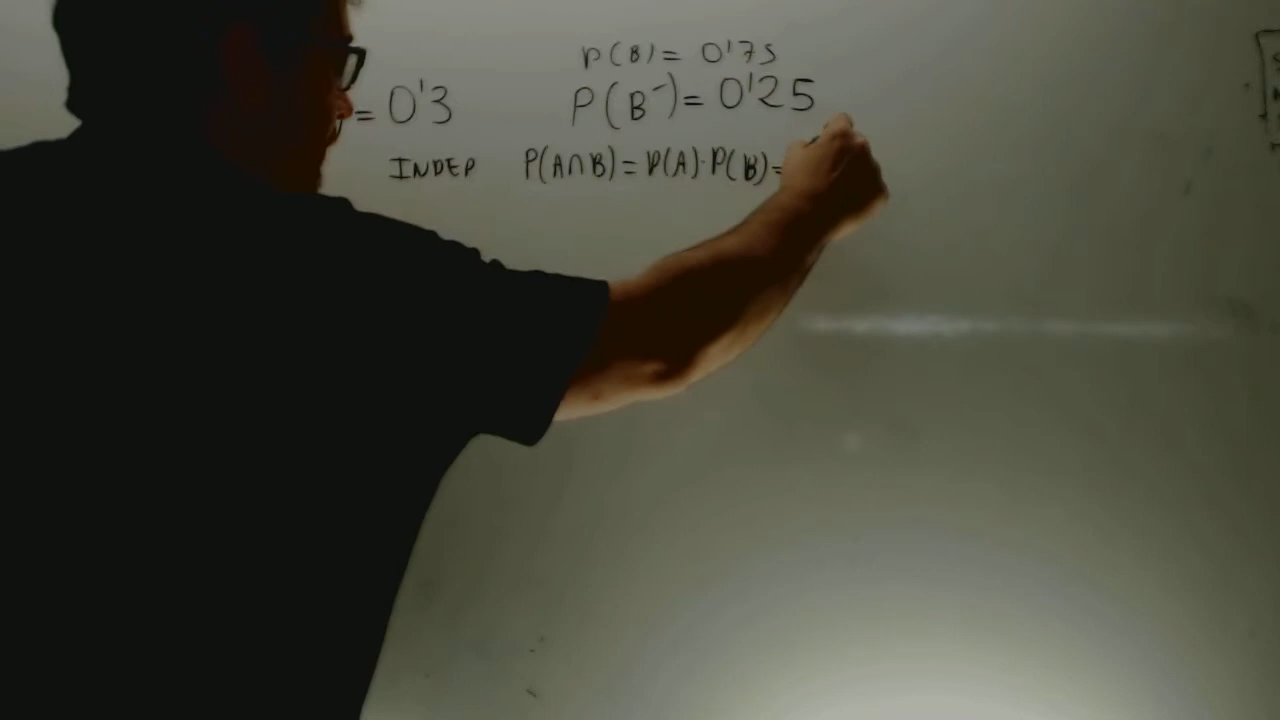 P(B)= 0'75
= 0'3 P(B⁻)= 0'25
INDEP P(A∩B)= P(A)·P(B)=